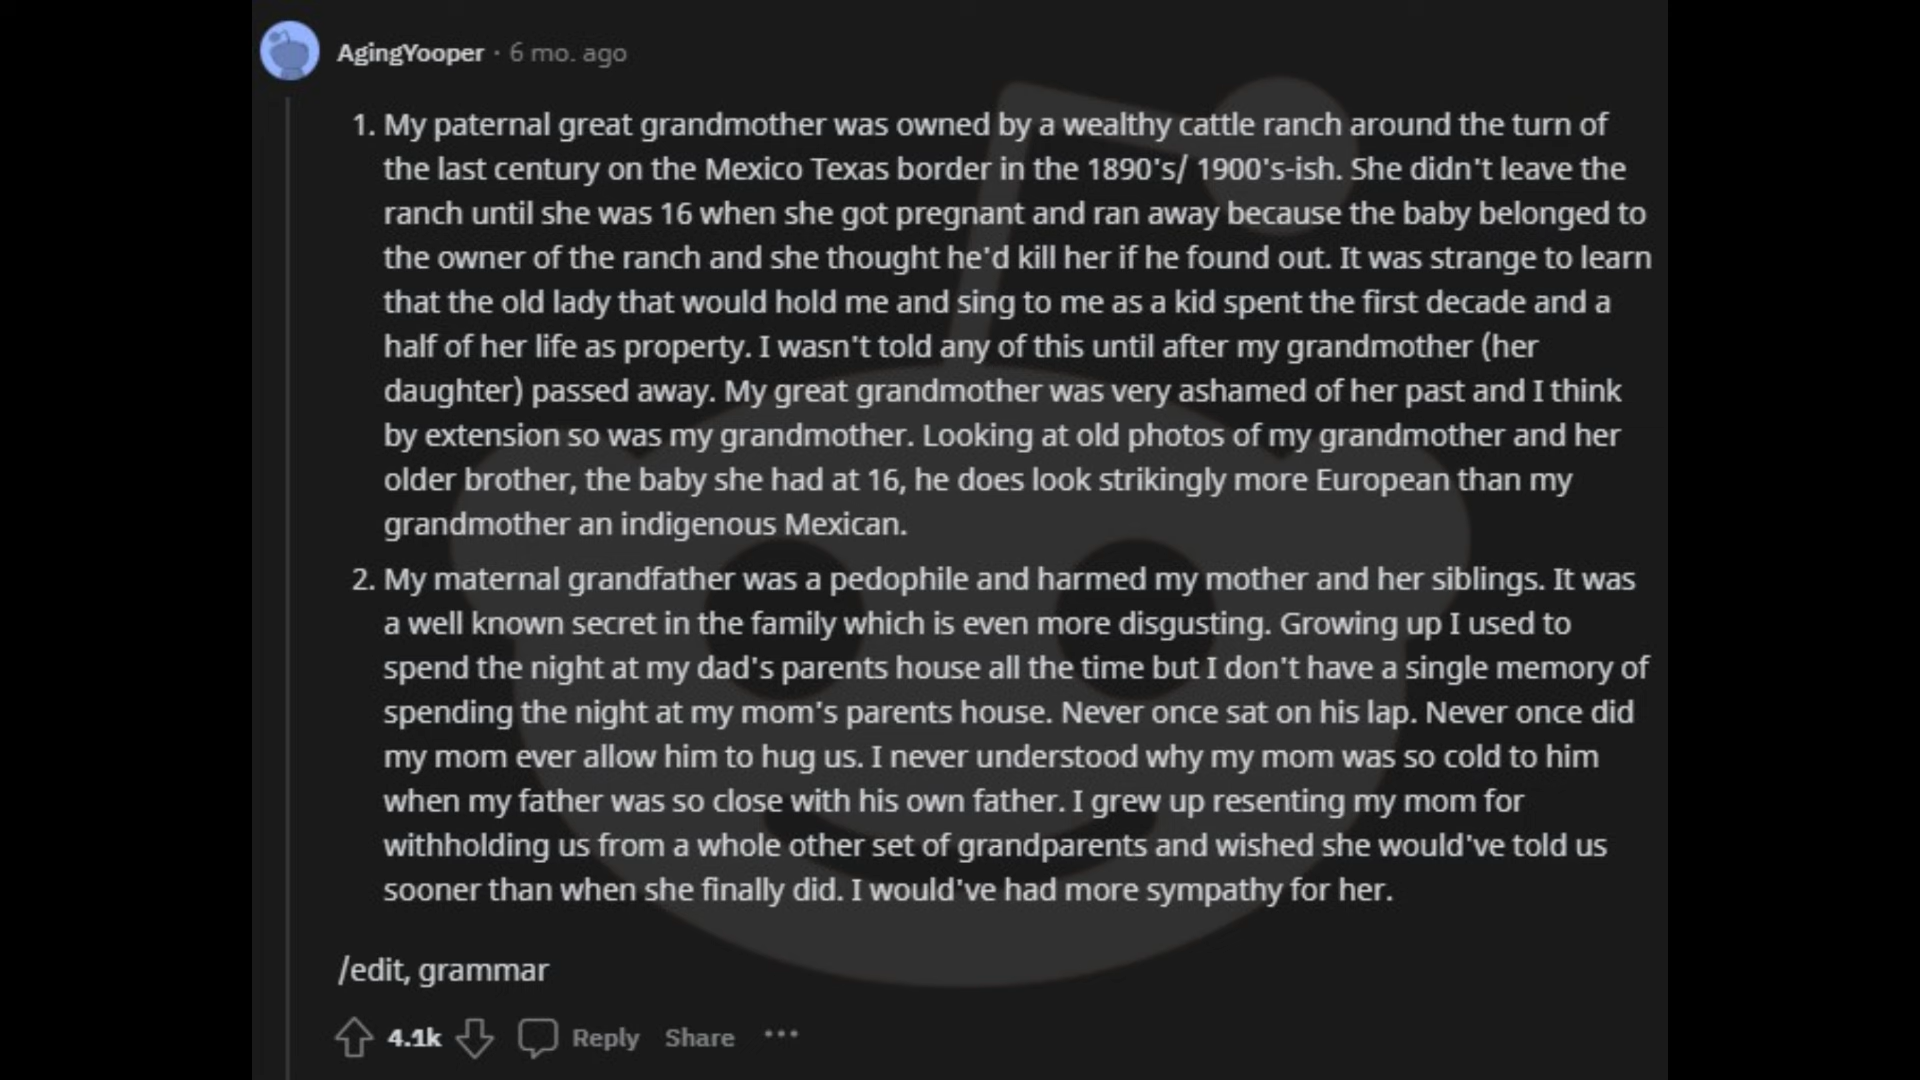 AgingYooper · 6 mo. ago
1. My paternal great grandmother was owned by a wealthy cattle ranch around the turn of
the last century on the Mexico Texas border in the 1890's/ 1900's-ish. She didn't leave the
ranch until she was 16 when she got pregnant and ran away because the baby belonged to
the owner of the ranch and she thought he'd kill her if he found out. It was strange to learn
that the old lady that would hold me and sing to me as a kid spent the first decade and a
half of her life as property. I wasn't told any of this until after my grandmother (her
daughter) passed away. My great grandmother was very ashamed of her past and I think
by extension so was my grandmother. Looking at old photos of my grandmother and her
older brother, the baby she had at 16, he does look strikingly more European than my
grandmother an indigenous Mexican.
2. My maternal grandfather was a pedophile and harmed my mother and her siblings. It was
a well known secret in the family which is even more disgusting. Growing up I used to
spend the night at my dad's parents house all the time but I don't have a single memory of
spending the night at my mom's parents house. Never once sat on his lap. Never once did
my mom ever allow him to hug us. I never understood why my mom was so cold to him
when my father was so close with his own father. I grew up resenting my mom for
withholding us from a whole other set of grandparents and wished she would've told us
sooner than when she finally did. I would've had more sympathy for her.
/edit, grammar
4.1k Reply Share ···